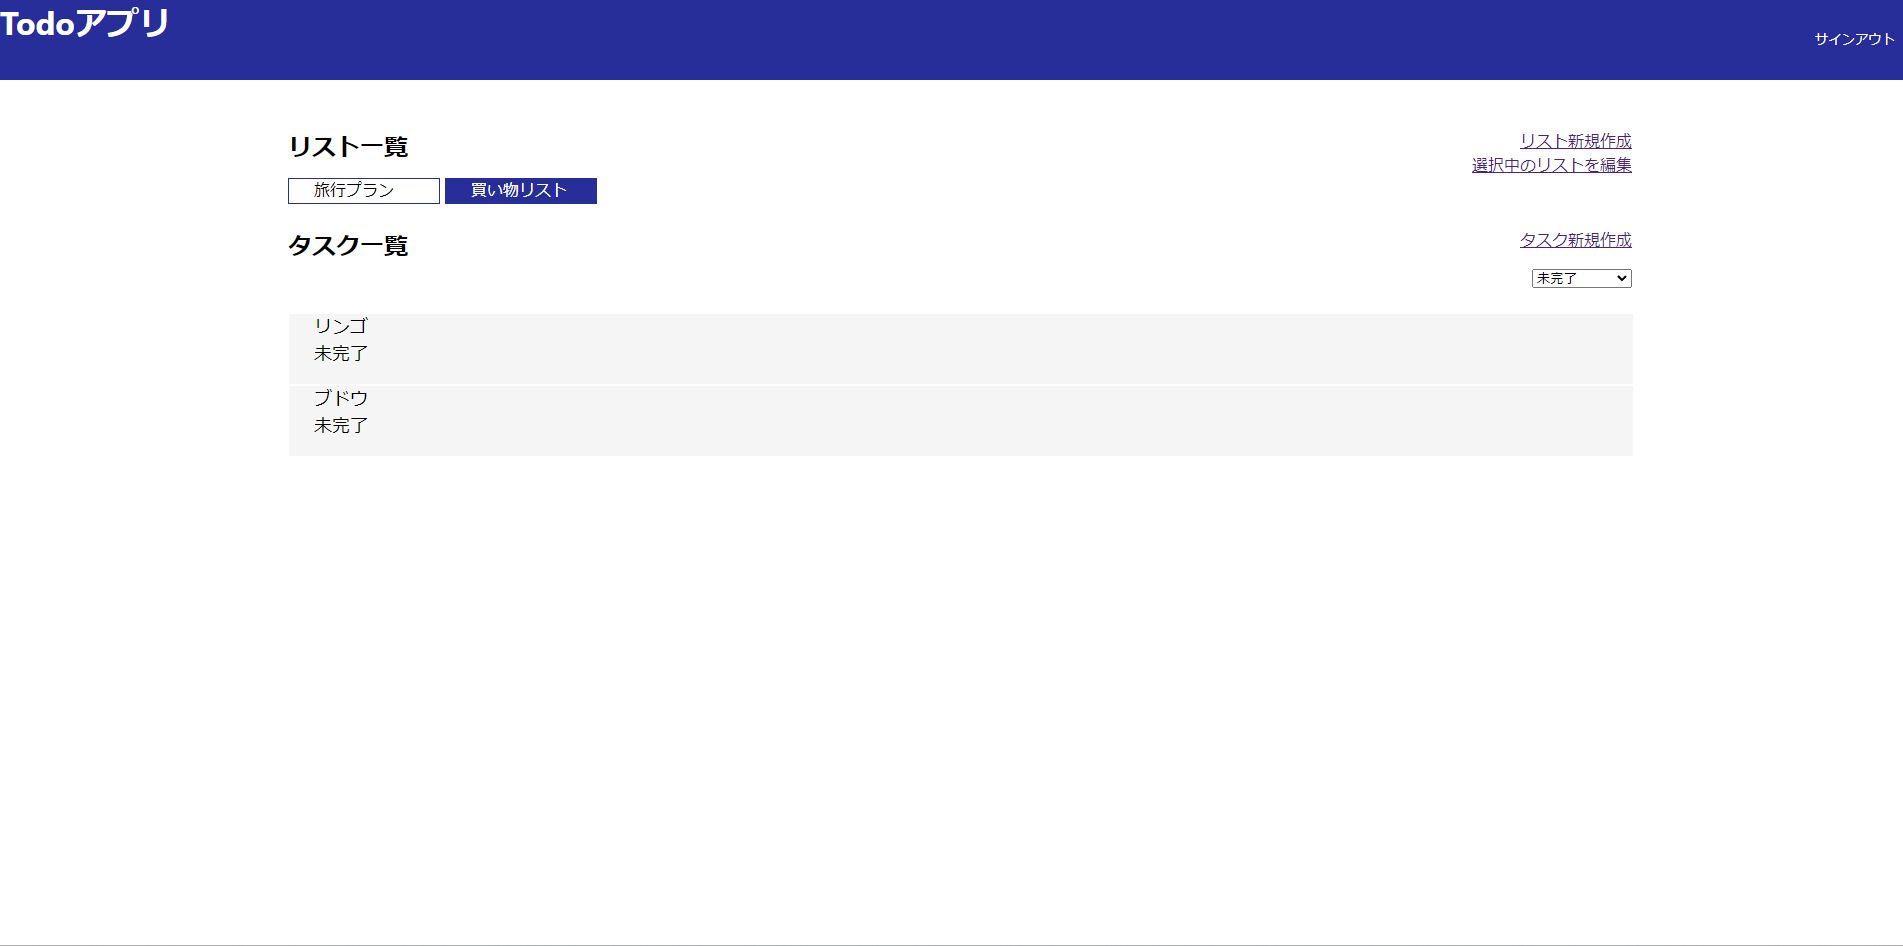 Todoアプリ
サインアウト
リスト一覧
リスト新規作成
選択中のリストを編集
旅行プラン
買い物リスト
タスク一覧
タスク新規作成
未完了
リンゴ
未完了
ブドウ
未完了